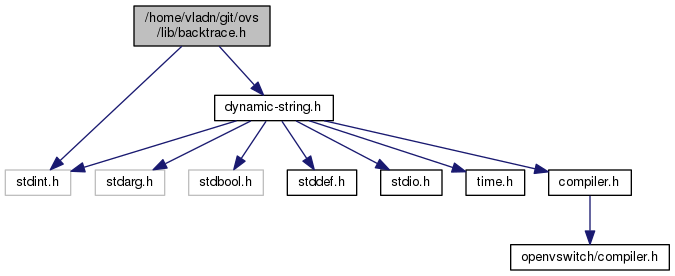 /home/vladn/git/ovs
/lib/backtrace.h
dynamic-string.h
stdint.h
stdarg.h
stdbool.h
stddef.h
stdio.h
time.h
compiler.h
openvswitch/compiler.h